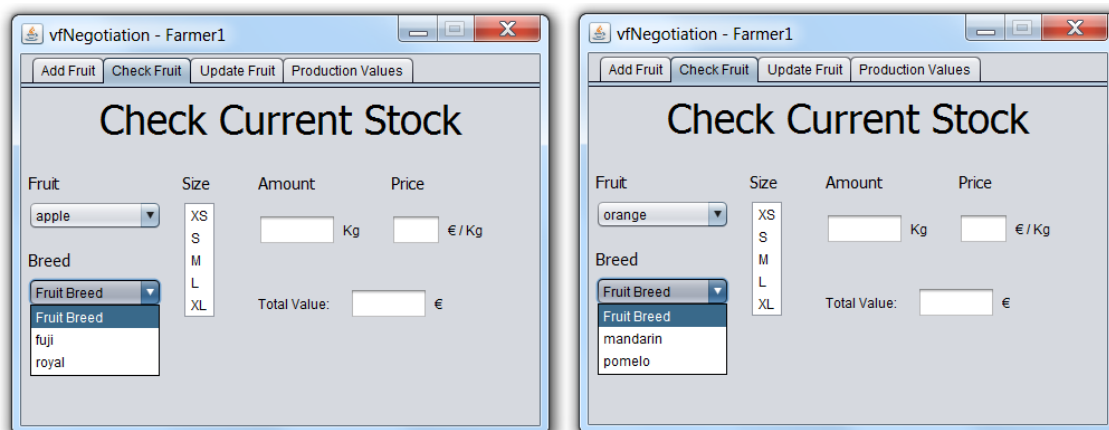 vfNegotiation - Farmer1
Add Fruit Check Fruit Update Fruit Production Values
Check Current Stock
Fruit Size Amount Price
apple
XS
S
M
L
XL
Kg € / Kg
Breed
Fruit Breed
Fruit Breed
fuji
royal
Total Value: €
vfNegotiation - Farmer1
Add Fruit Check Fruit Update Fruit Production Values
Check Current Stock
Fruit Size Amount Price
orange
XS
S
M
L
XL
Kg € / Kg
Breed
Fruit Breed
Fruit Breed
mandarin
pomelo
Total Value: €